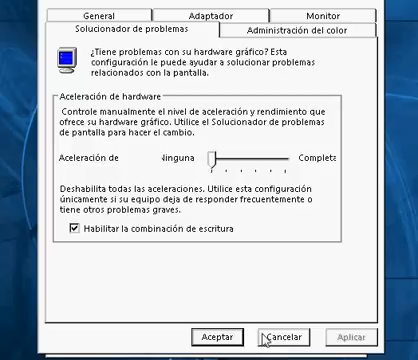 General Adaptador Monitor
Solucionador de problemas Administración del color
¿Tiene problemas con su hardware gráfico? Esta
configuración le puede ayudar a solucionar problemas
relacionados con la pantalla.
Aceleración de hardware
Controle manualmente el nivel de aceleración y rendimiento que
ofrece su hardware gráfico. Utilice el Solucionador de problemas
de pantalla para hacer el cambio.
Aceleración de Ninguna Completa
Deshabilita todas las aceleraciones. Utilice esta configuración
únicamente si su equipo deja de responder frecuentemente o
tiene otros problemas graves.
Habilitar la combinación de escritura
Aceptar Cancelar Aplicar